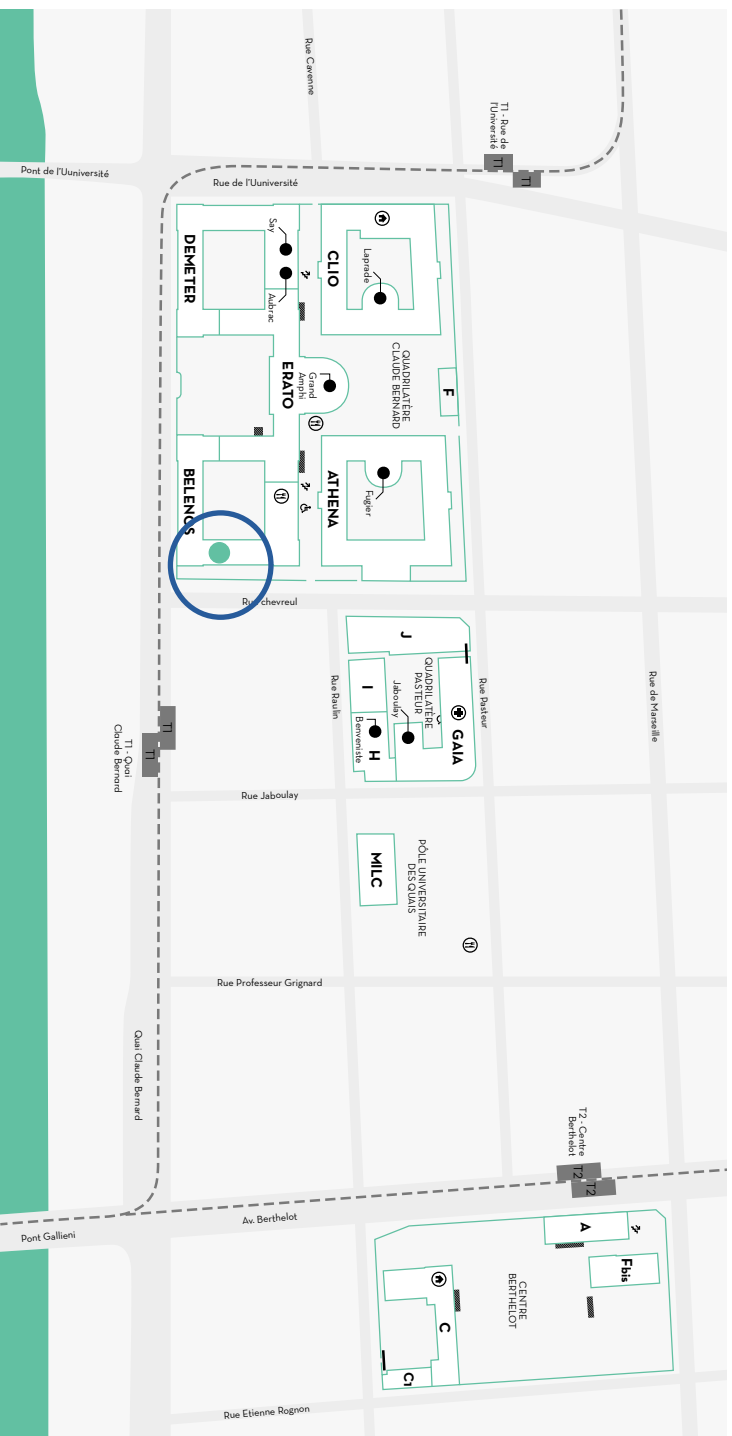 Rue Cavenne
T1 - Rue de
l'Université
T1
T1
Pont de l'Uuniversité
Rue de l'Uuniversité
Say
Aubrac
DEMETER
CLIO
Laprade
QUADRILATÈRE
CLAUDE BERNARD
F
ERATO
Grand
Amphi
BELENOS
ATHENA
Fugier
Rue chevreul
J
I
QUADRILATÈRE
PASTEUR
Jaboulay
GAIA
Benveniste
H
Rue Raulin
Rue Pasteur
Rue de Marseille
T1
T1
T1 - Quai
Claude Bernard
Rue Jaboulay
MILC
PÔLE UNIVERSITAIRE
DES QUAIS
Rue Professeur Grignard
Quai Claude Bernard
T2 - Centre
Berthelot
T2
T2
Av. Berthelot
Pont Gallieni
A
Fbis
CENTRE
BERTHELOT
C
C1
Rue Etienne Rognon